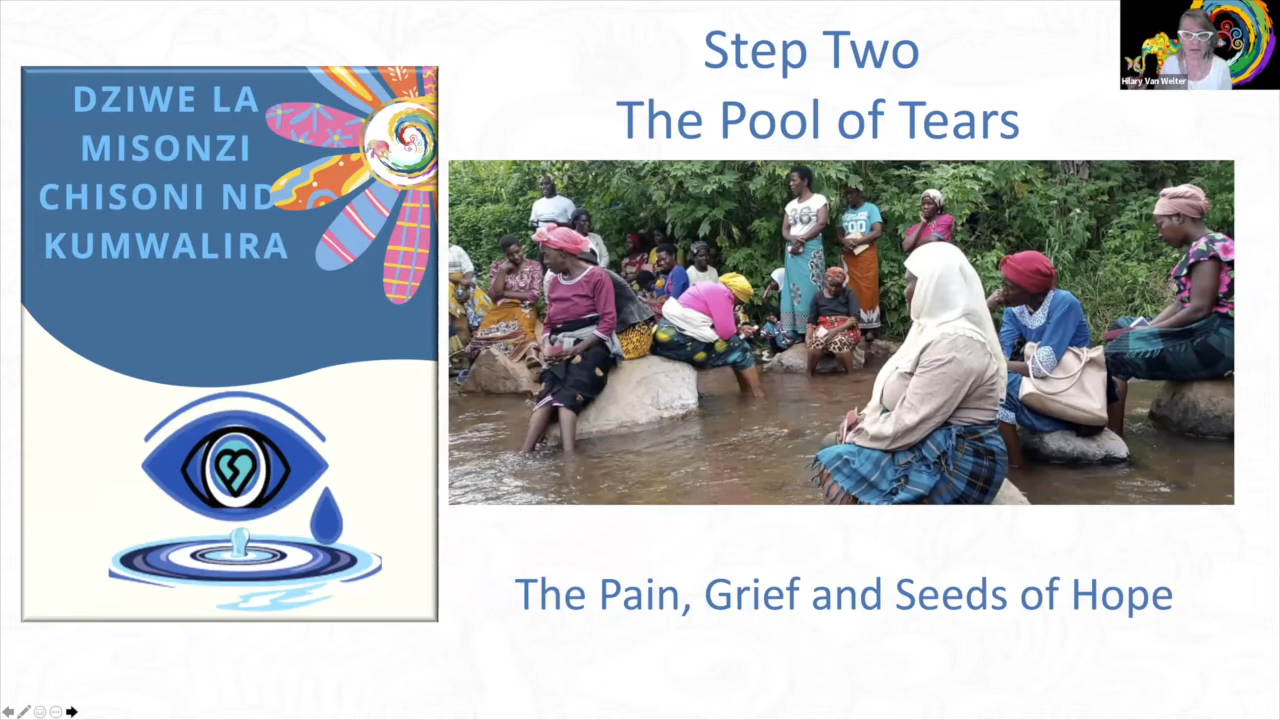 Step Two
The Pool of Tears
Hilary Van Welter
DZIWE LA
MISONZI
CHISONI ND
KUMWALIRA
The Pain, Grief and Seeds of Hope